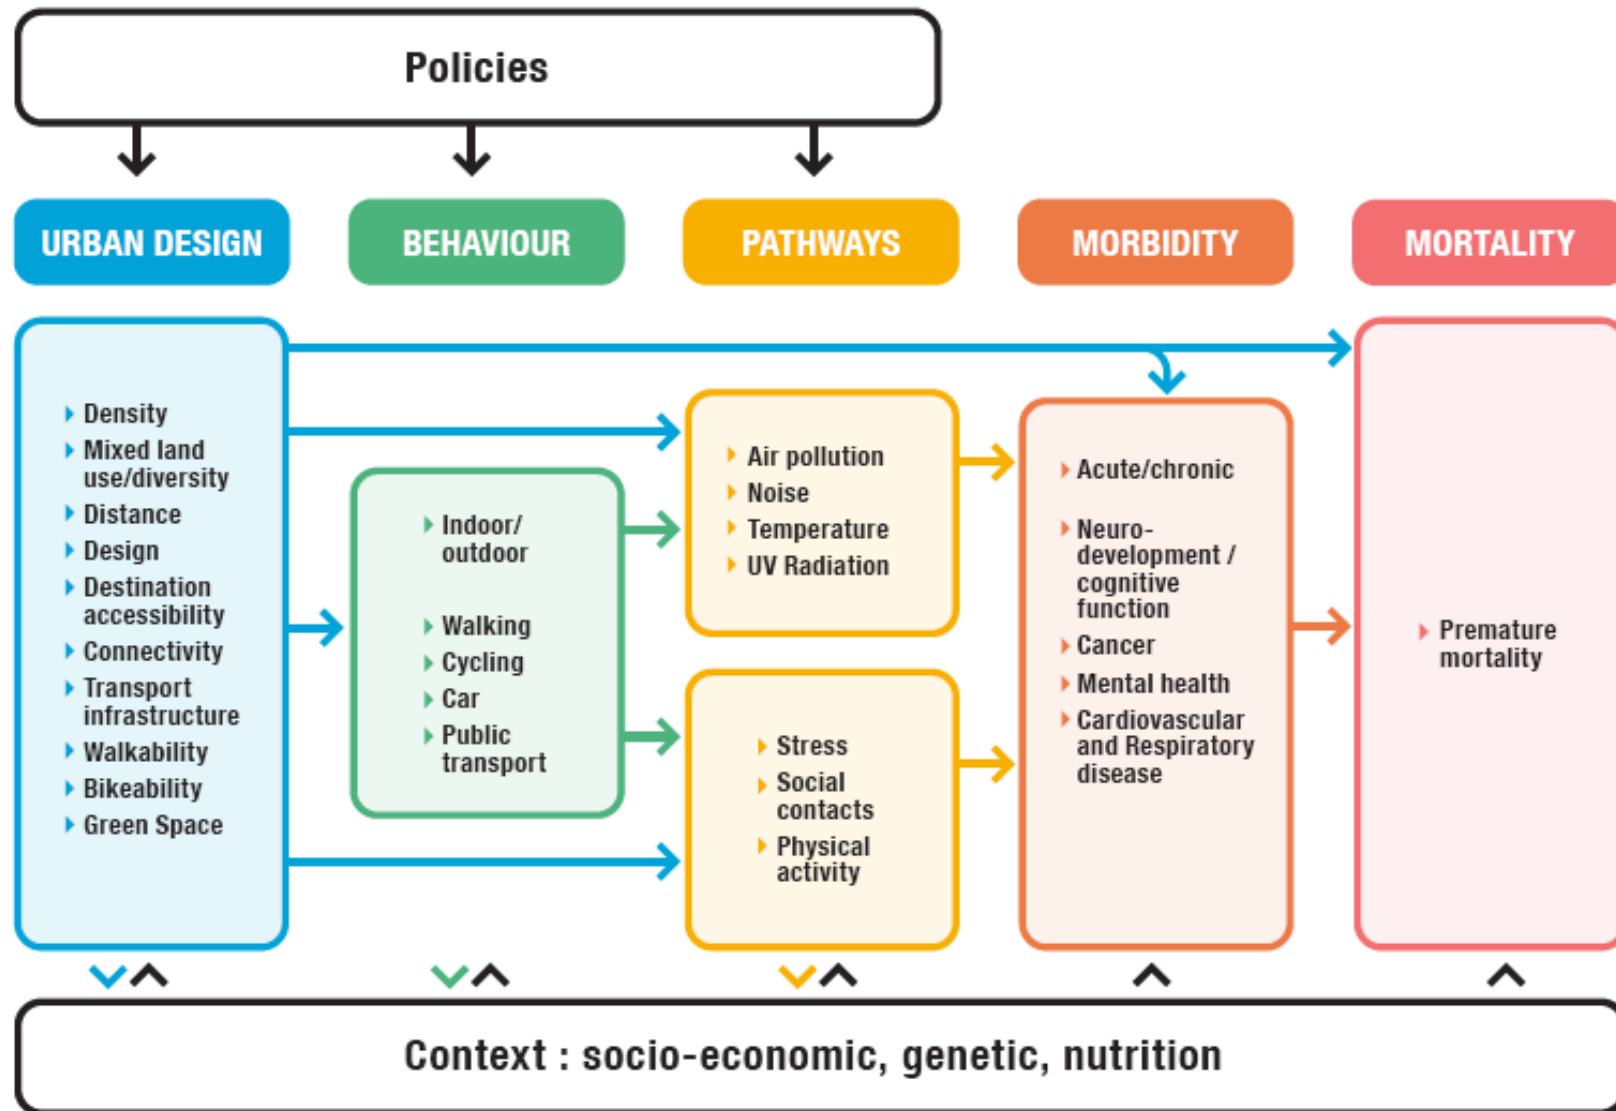 Policies
URBAN DESIGN
BEHAVIOUR
PATHWAYS
MORBIDITY
MORTALITY
Density
Mixed land
use/diversity
Distance
Design
Destination
accessibility
Connectivity
Transport
infrastructure
Walkability
Bikeability
Green Space
Indoor/
outdoor
Walking
Cycling
Car
Public
transport
Air pollution
Noise
Temperature
UV Radiation
Stress
Social
contacts
Physical
activity
Acute/chronic
Neuro-
development /
cognitive
function
Cancer
Mental health
Cardiovascular
and Respiratory
disease
Premature
mortality
Context : socio-economic, genetic, nutrition